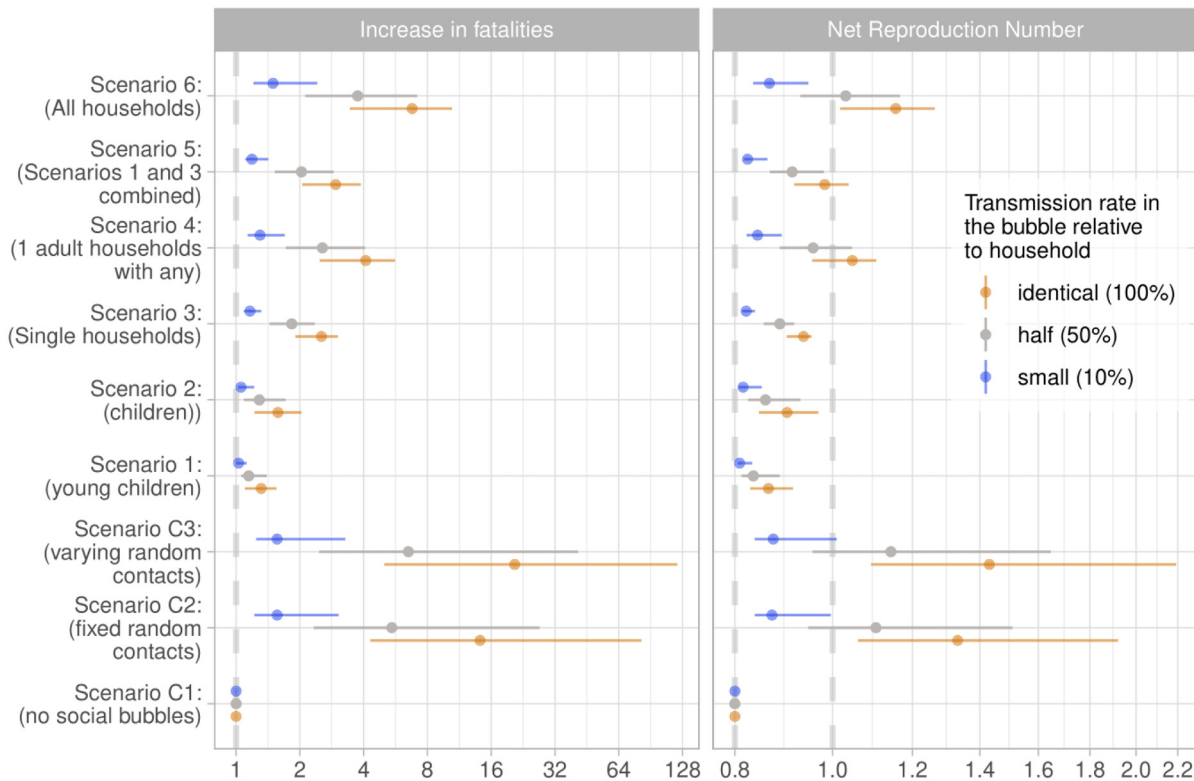 Increase in fatalities
Net Reproduction Number
Scenario 6:
(All households)
Scenario 5:
(Scenarios 1 and 3
combined)
Scenario 4:
(1 adult households
with any)
Scenario 3:
(Single households)
Scenario 2:
(children))
Scenario 1:
(young children)
Scenario C3:
(varying random
contacts)
Scenario C2:
(fixed random
contacts)
Scenario C1:
(no social bubbles)
Transmission rate in
the bubble relative
to household
identical (100%)
half (50%)
small (10%)
1 2 4 8 16 32 64 128
0.8 1.0 1.2 1.4 1.6 1.8 2.0 2.2